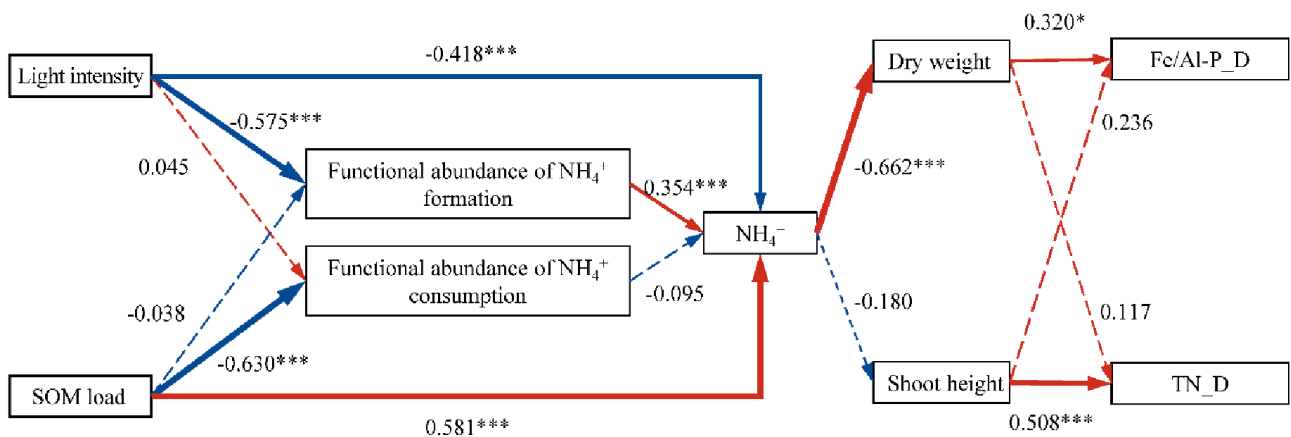 Light intensity
-0.418***
-0.575***
0.045
Functional abundance of NH₄⁺
formation
0.354***
Functional abundance of NH₄⁺
consumption
-0.095
-0.038
-0.630***
SOM load
0.581***
NH₄⁻
Dry weight
-0.662***
-0.180
Shoot height
0.320*
0.236
0.117
0.508***
Fe/Al-P_D
TN_D